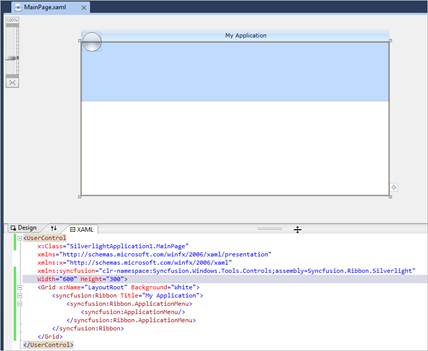 MainPage.xaml
My Application
Design
XAML
<UserControl
x:Class="SilverlightApplication1.MainPage"
xmlns="http://schemas.microsoft.com/winfx/2006/xaml/presentation"
xmlns:x="http://schemas.microsoft.com/winfx/2006/xaml"
xmlns:syncfusion="clr-namespace:Syncfusion.Windows.Tools.Controls;assembly=Syncfusion.Ribbon.Silverlight"
Width="600" Height="300">
<Grid x:Name="LayoutRoot" Background="White">
<syncfusion:Ribbon Title="My Application">
<syncfusion:Ribbon.ApplicationMenu>
<syncfusion:ApplicationMenu/>
</syncfusion:Ribbon.ApplicationMenu>
</syncfusion:Ribbon>
</Grid>
</UserControl>